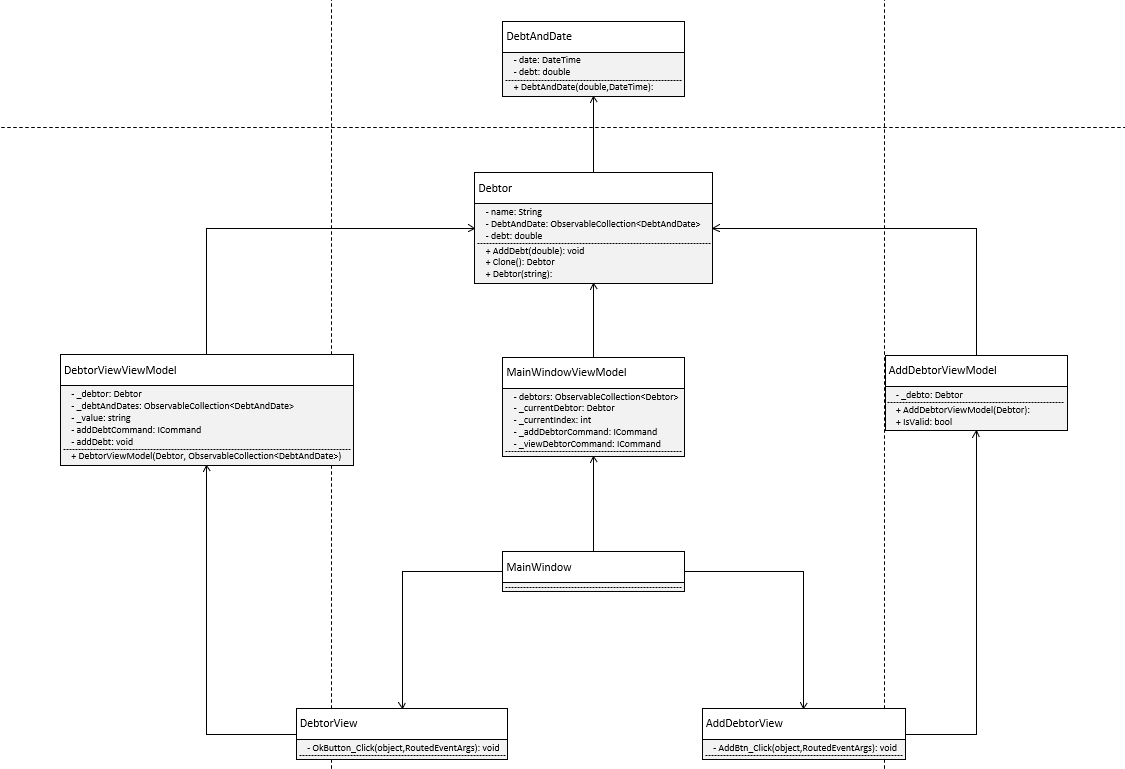 DebtAndDate
- date: DateTime
- debt: double
+ DebtAndDate(double,DateTime):
Debtor
- name: String
- DebtAndDate: ObservableCollection<DebtAndDate>
- debt: double
+ AddDebt(double): void
+ Clone(): Debtor
+ Debtor(string):
DebtorViewViewModel
- _debtor: Debtor
- _debtAndDates: ObservableCollection<DebtAndDate>
- _value: string
- addDebtCommand: ICommand
- addDebt: void
+ DebtorViewModel(Debtor, ObservableCollection<DebtAndDate>)
MainWindowViewModel
- debtors: ObservableCollection<Debtor>
- _currentDebtor: Debtor
- _currentIndex: int
- _addDebtorCommand: ICommand
- _viewDebtorCommand: ICommand
AddDebtorViewModel
- _debto: Debtor
+ AddDebtorViewModel(Debtor):
+ IsValid: bool
MainWindow
DebtorView
- OkButton_Click(object,RoutedEventArgs): void
AddDebtorView
- AddBtn_Click(object,RoutedEventArgs): void